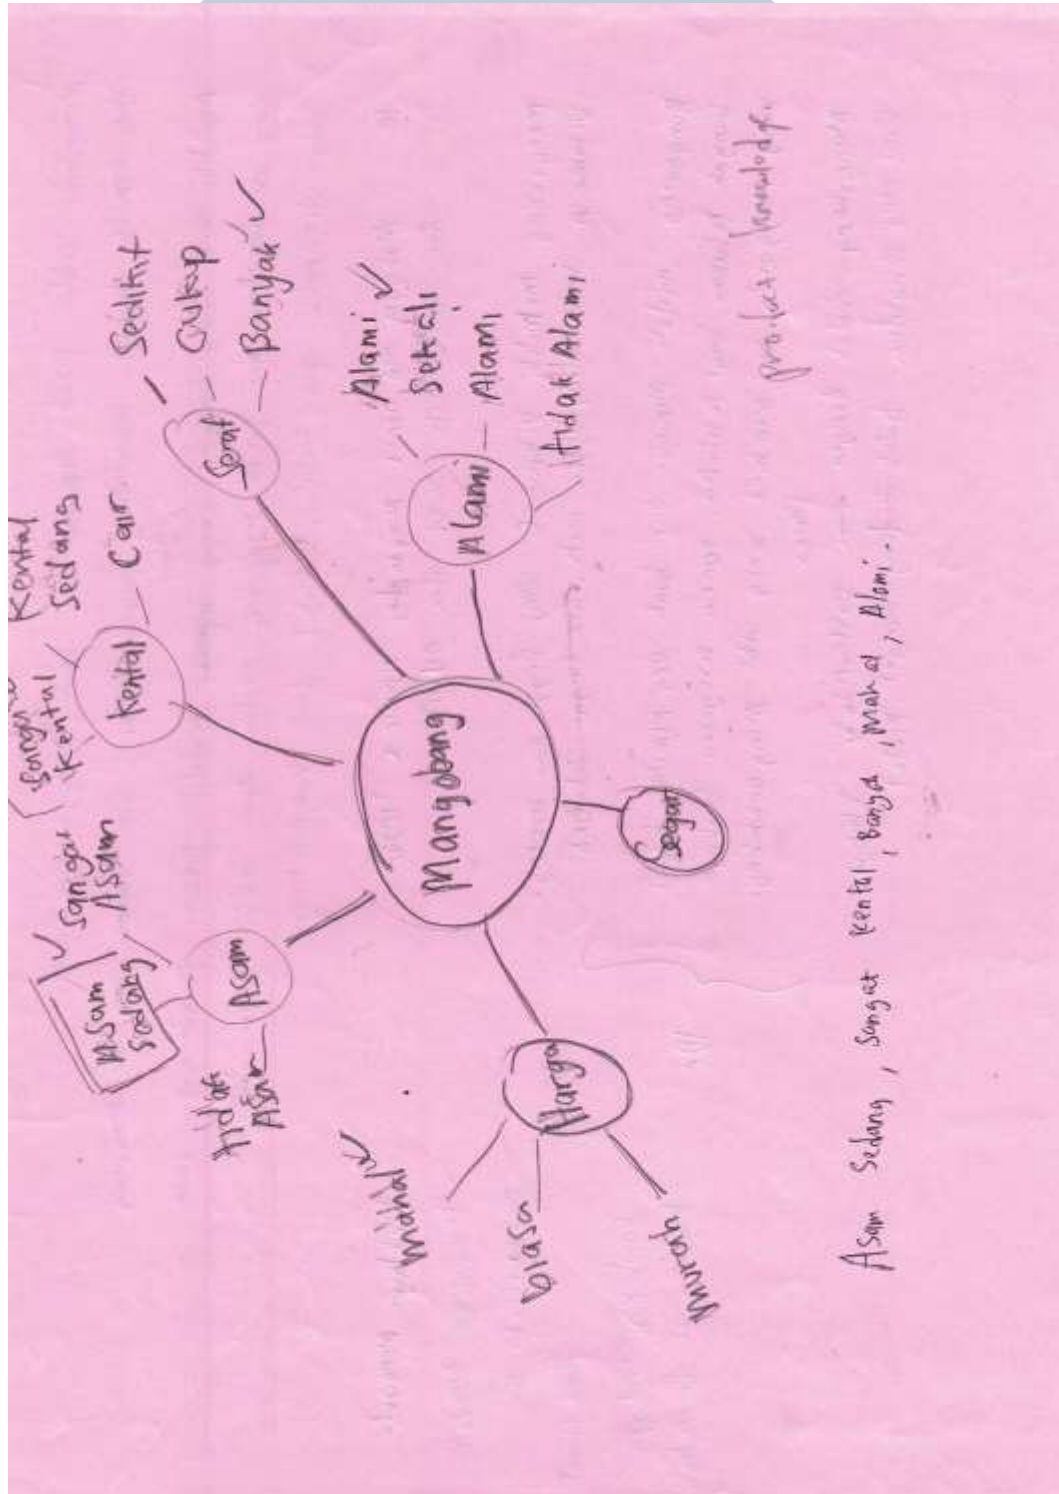 Sangat
Kental
Kental
Sedang
Cair
Sedikit
Cukup
Banyak
Kental
Serat
Sangat
Asam
Asam
Sedang
tidak
Asam
Asam
Alami
Sekali
Alami
tidak Alami
Alami
Mangobang
mahal
biasa
murah
Harga
Segar
product knowledge.
Asam Sedang, Sangat Kental, Banya, Mahal, Alami.